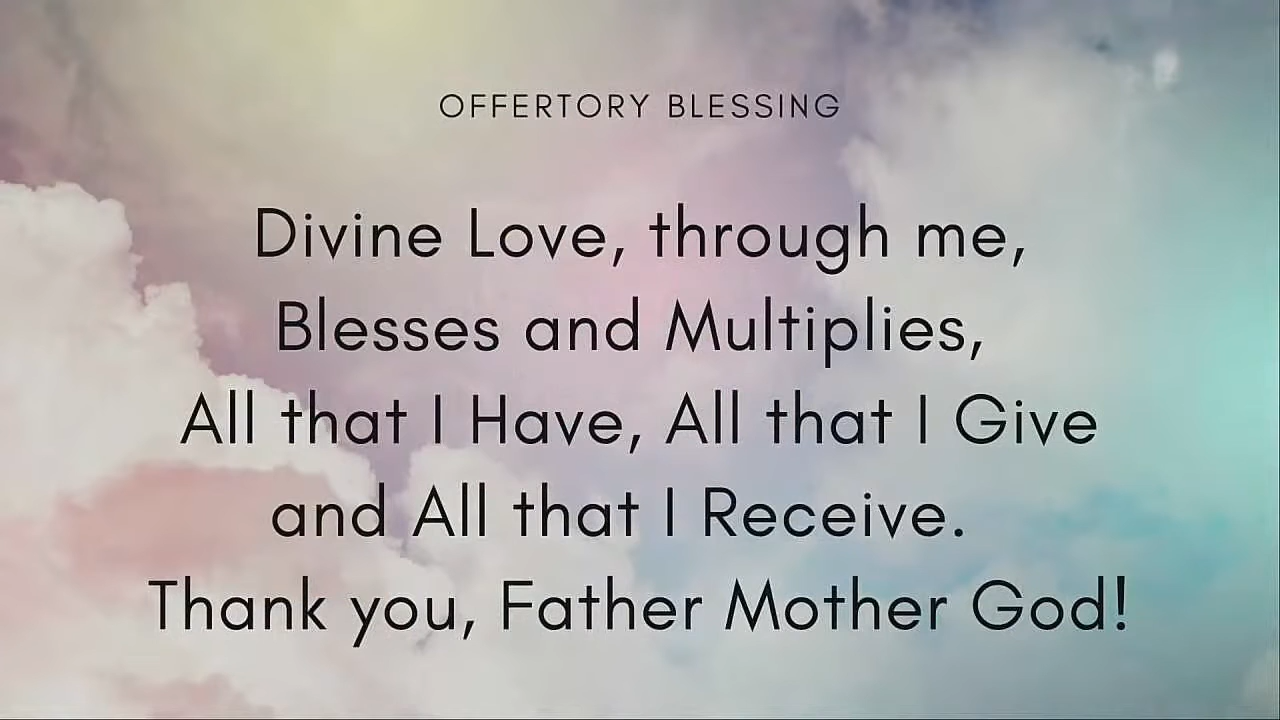 OFFERTORY BLESSING
Divine Love, through me,
Blesses and Multiplies,
All that I Have, All that I Give
and All that I Receive.
Thank you, Father Mother God!